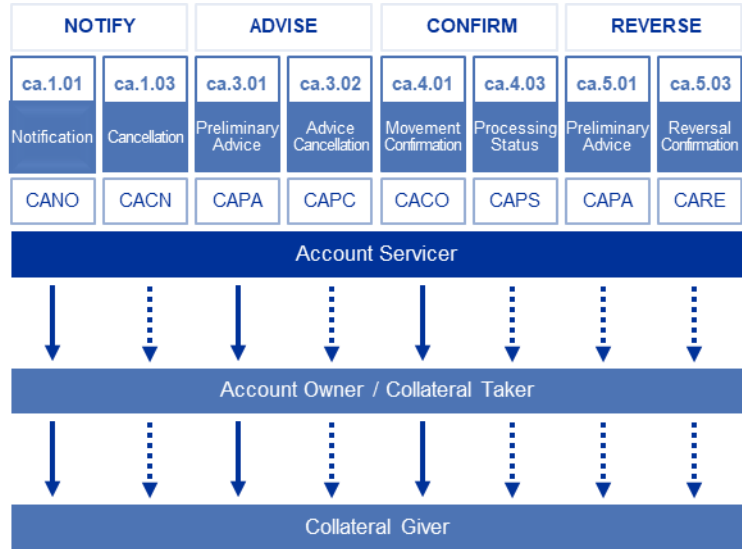 NOTIFY ADVISE CONFIRM REVERSE
ca.1.01 ca.1.03 ca.3.01 ca.3.02 ca.4.01 ca.4.03 ca.5.01 ca.5.03
Notification Cancellation Preliminary Advice Advice Cancellation Movement Confirmation Processing Status Preliminary Advice Reversal Confirmation
CANO CACN CAPA CAPC CACO CAPS CAPA CARE
Account Servicer
Account Owner / Collateral Taker
Collateral Giver